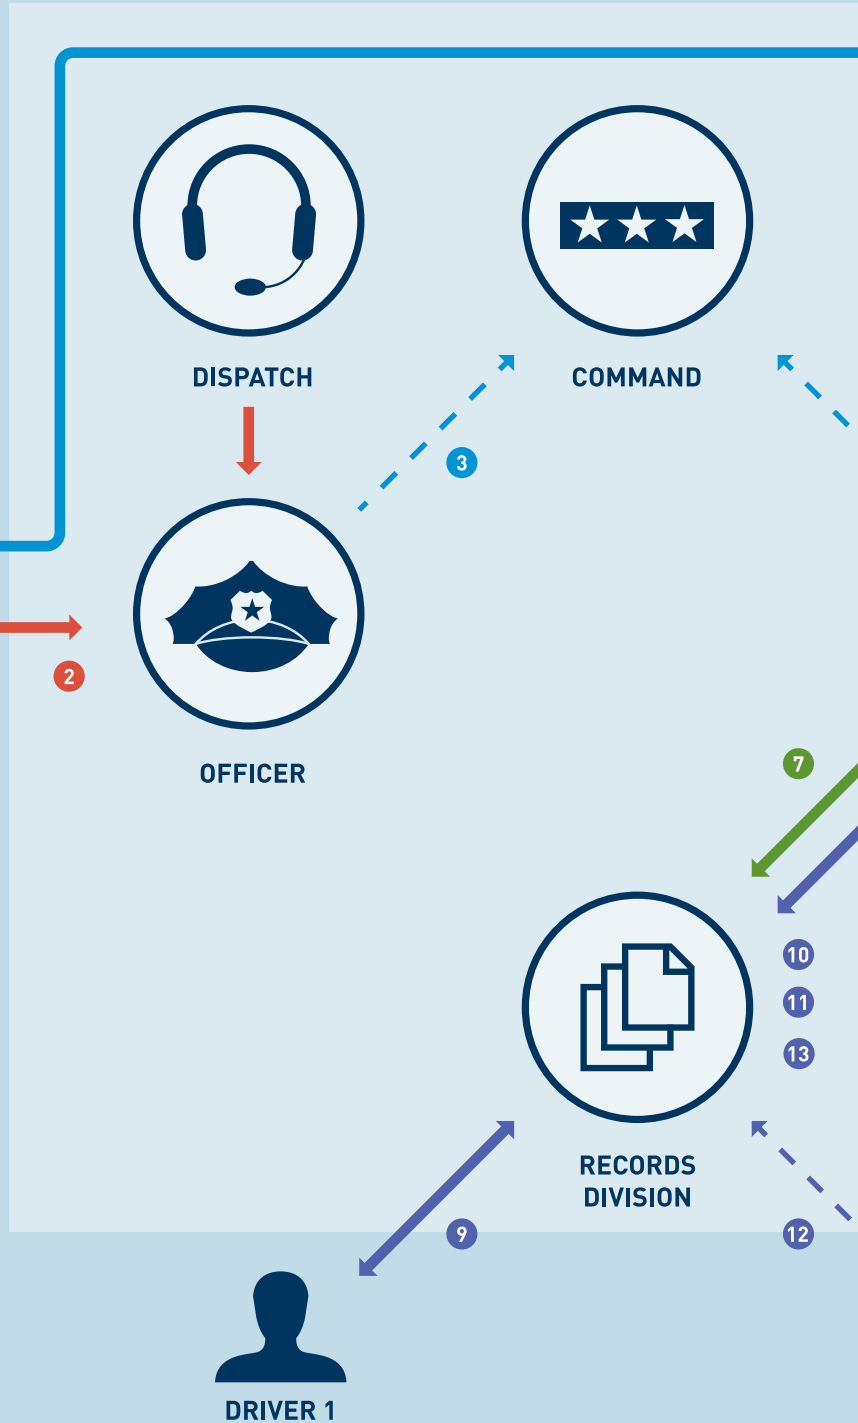 DISPATCH
COMMAND
3
2
OFFICER
7
10
11
13
RECORDS
DIVISION
9
12
DRIVER 1